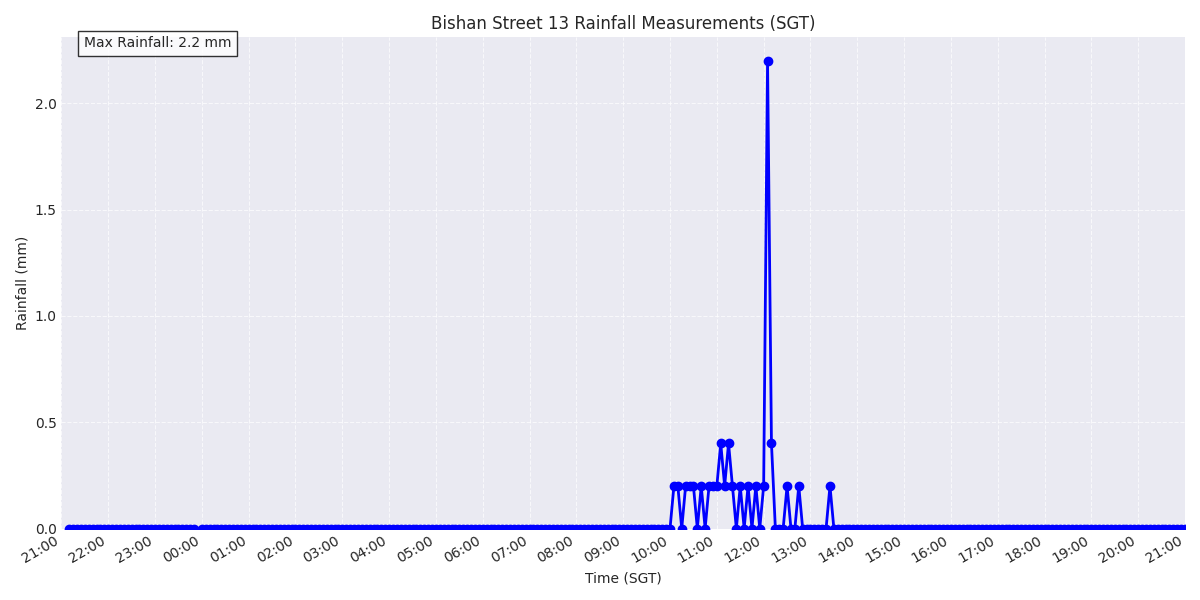 Bishan Street 13 Rainfall Measurements (SGT)
Max Rainfall: 2.2 mm
2.0
1.5
1.0
0.5
0.0
Rainfall (mm)
21:00 22:00 23:00 00:00 01:00 02:00 03:00 04:00 05:00 06:00 07:00 08:00 09:00 10:00 11:00 12:00 13:00 14:00 15:00 16:00 17:00 18:00 19:00 20:00 21:00
Time (SGT)